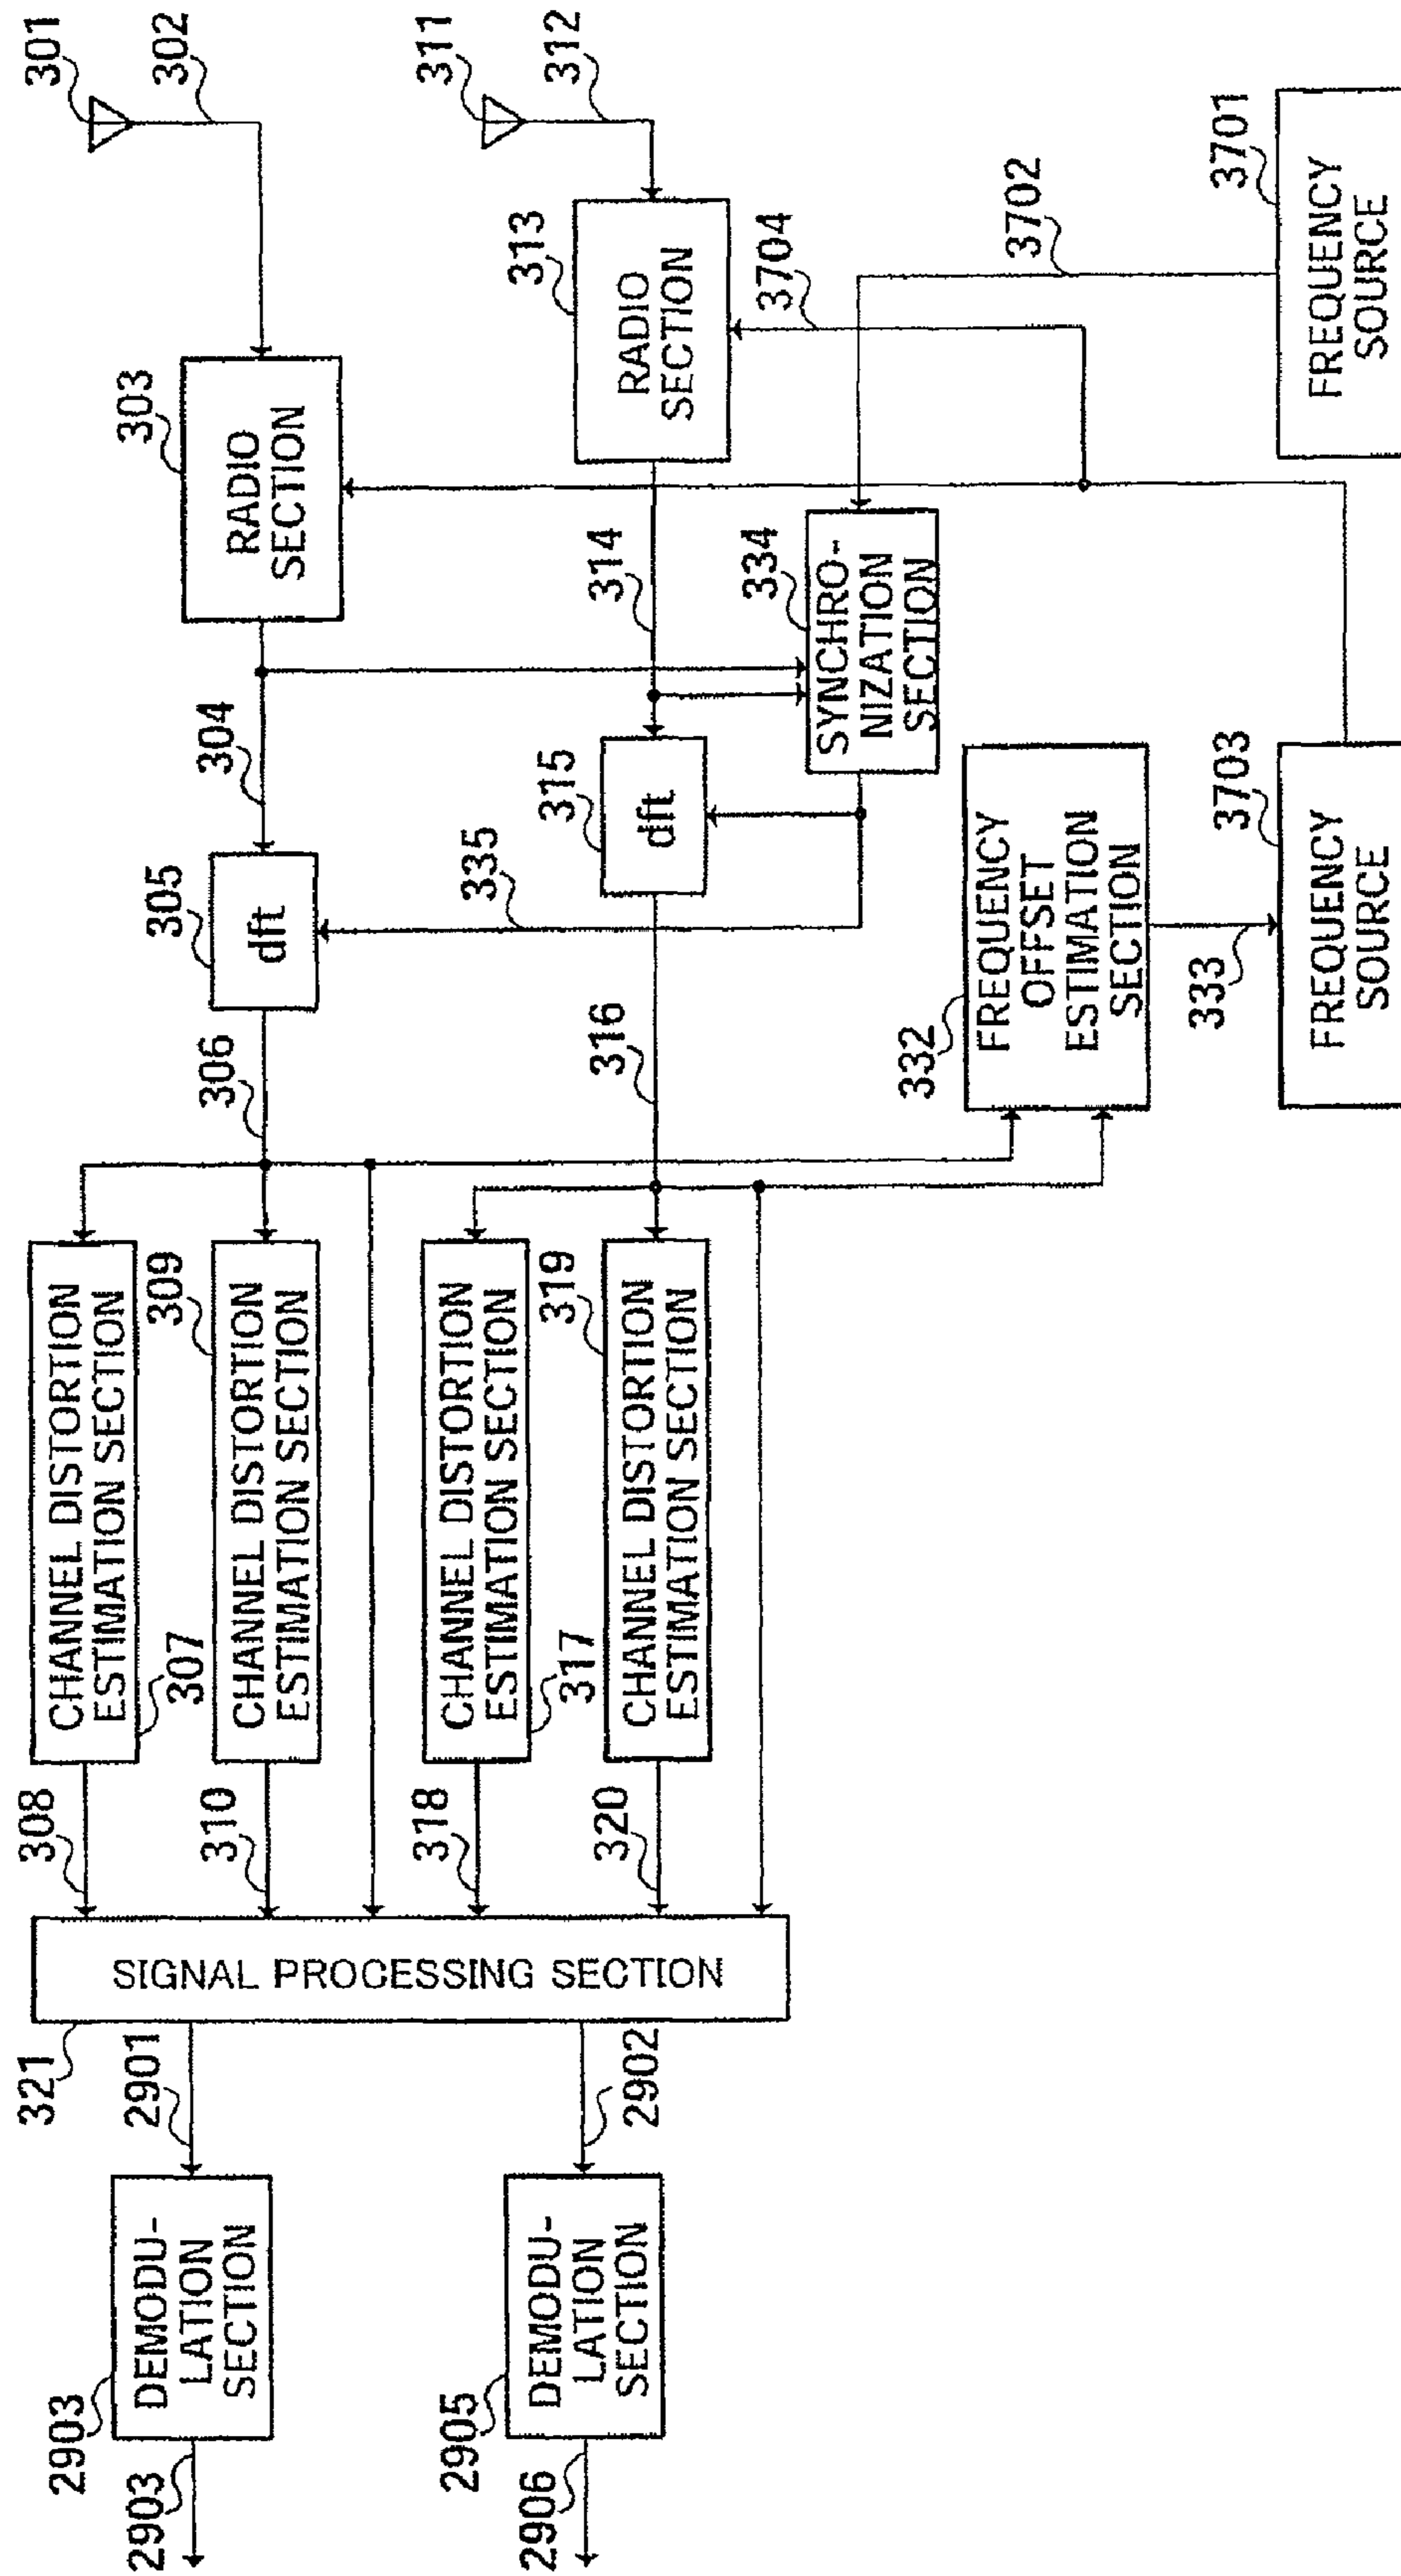 301
302
303
RADIO
SECTION
304
305
dft
306
CHANNEL DISTORTION
ESTIMATION SECTION
307
308
309
CHANNEL DISTORTION
ESTIMATION SECTION
310
311
312
313
RADIO
SECTION
314
315
dft
316
CHANNEL DISTORTION
ESTIMATION SECTION
317
318
319
CHANNEL DISTORTION
ESTIMATION SECTION
320
SIGNAL PROCESSING SECTION
321
2901
2902
2903
DEMODU-
LATION
SECTION
2903
2905
DEMODU-
LATION
SECTION
2906
334
SYNCHRO-
NIZATION
SECTION
335
332
FREQUENCY
OFFSET
ESTIMATION
SECTION
333
3701
FREQUENCY
SOURCE
3702
3703
FREQUENCY
SOURCE
3704